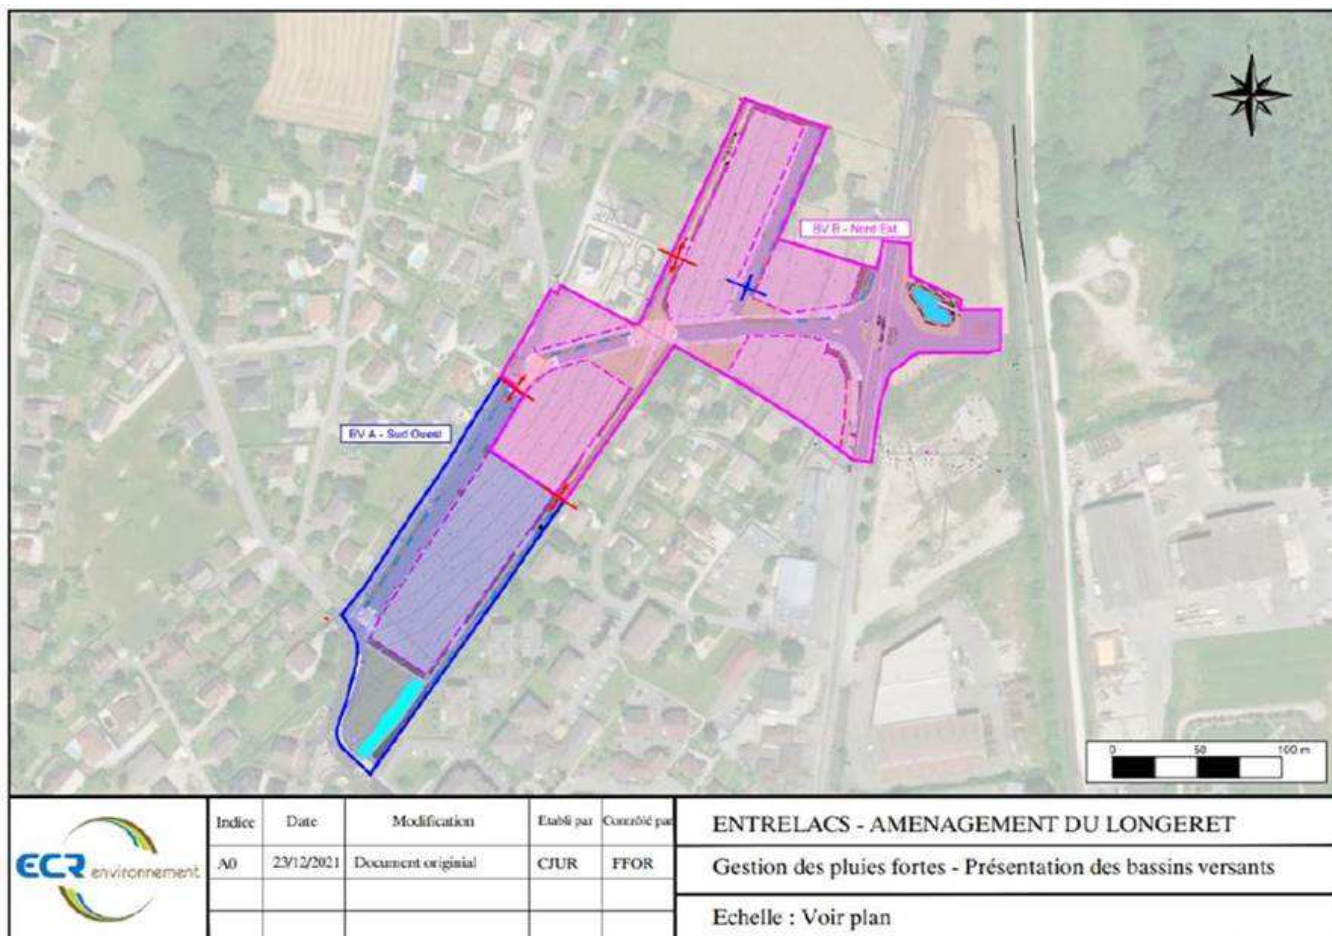 BV B - Nord Est
BV A - Sud Ouest
0 50 100 m
ECR environnement
Indice Date Modification Etabli par Controlé par
A0 23/12/2021 Document originial CJUR FFOR
ENTRELACS - AMENAGEMENT DU LONGERET
Gestion des pluies fortes - Présentation des bassins versants
Echelle : Voir plan